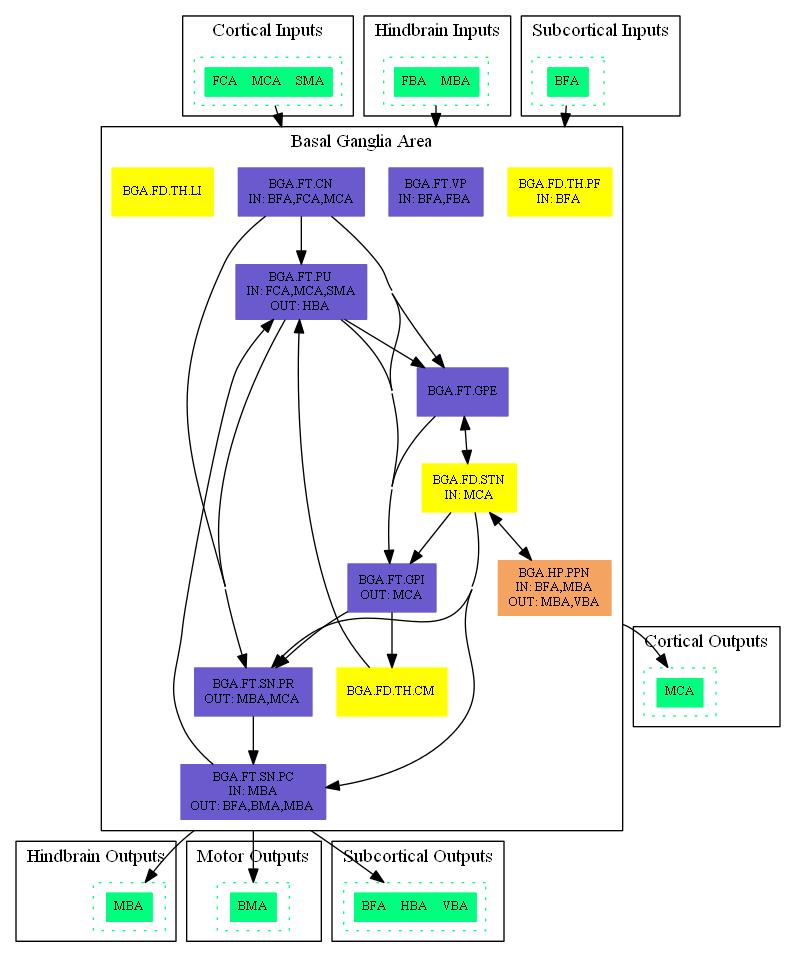 Cortical Inputs
Hindbrain Inputs
Subcortical Inputs
FCA MCA SMA
FBA MBA
BFA
Basal Ganglia Area
BGA.FD.TH.LI
BGA.FT.CN
IN: BFA,FCA,MCA
BGA.FT.VP
IN: BFA,FBA
BGA.FD.TH.PF
IN: BFA
BGA.FT.PU
IN: FCA,MCA,SMA
OUT: HBA
BGA.FT.GPE
BGA.FD.STN
IN: MCA
BGA.FT.GPI
OUT: MCA
BGA.HP.PPN
IN: BFA,MBA
OUT: MBA,VBA
Cortical Outputs
MCA
BGA.FT.SN.PR
OUT: MBA,MCA
BGA.FD.TH.CM
BGA.FT.SN.PC
IN: MBA
OUT: BFA,BMA,MBA
Hindbrain Outputs
Motor Outputs
Subcortical Outputs
MBA
BMA
BFA HBA VBA